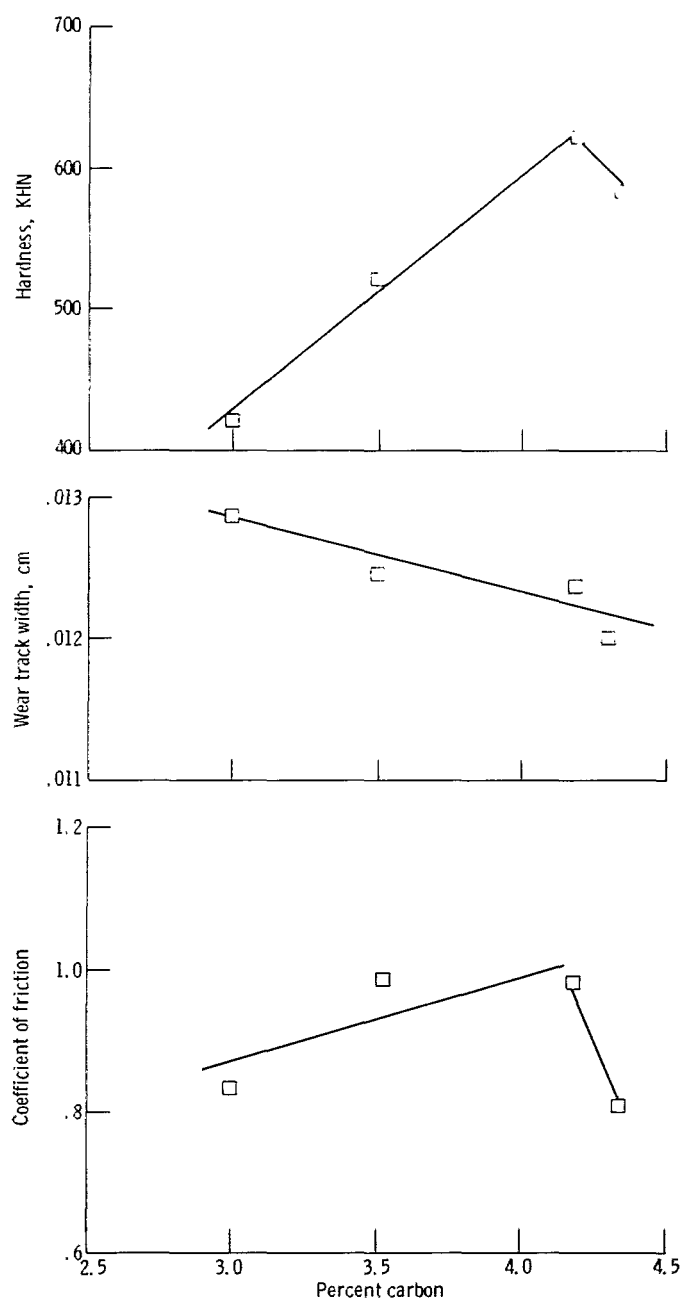 700
600
500
400
Hardness, KHN
.013
.012
.011
Wear track width, cm
1.2
1.0
.8
.6
Coefficient of friction
2.5 3.0 3.5 4.0 4.5
Percent carbon